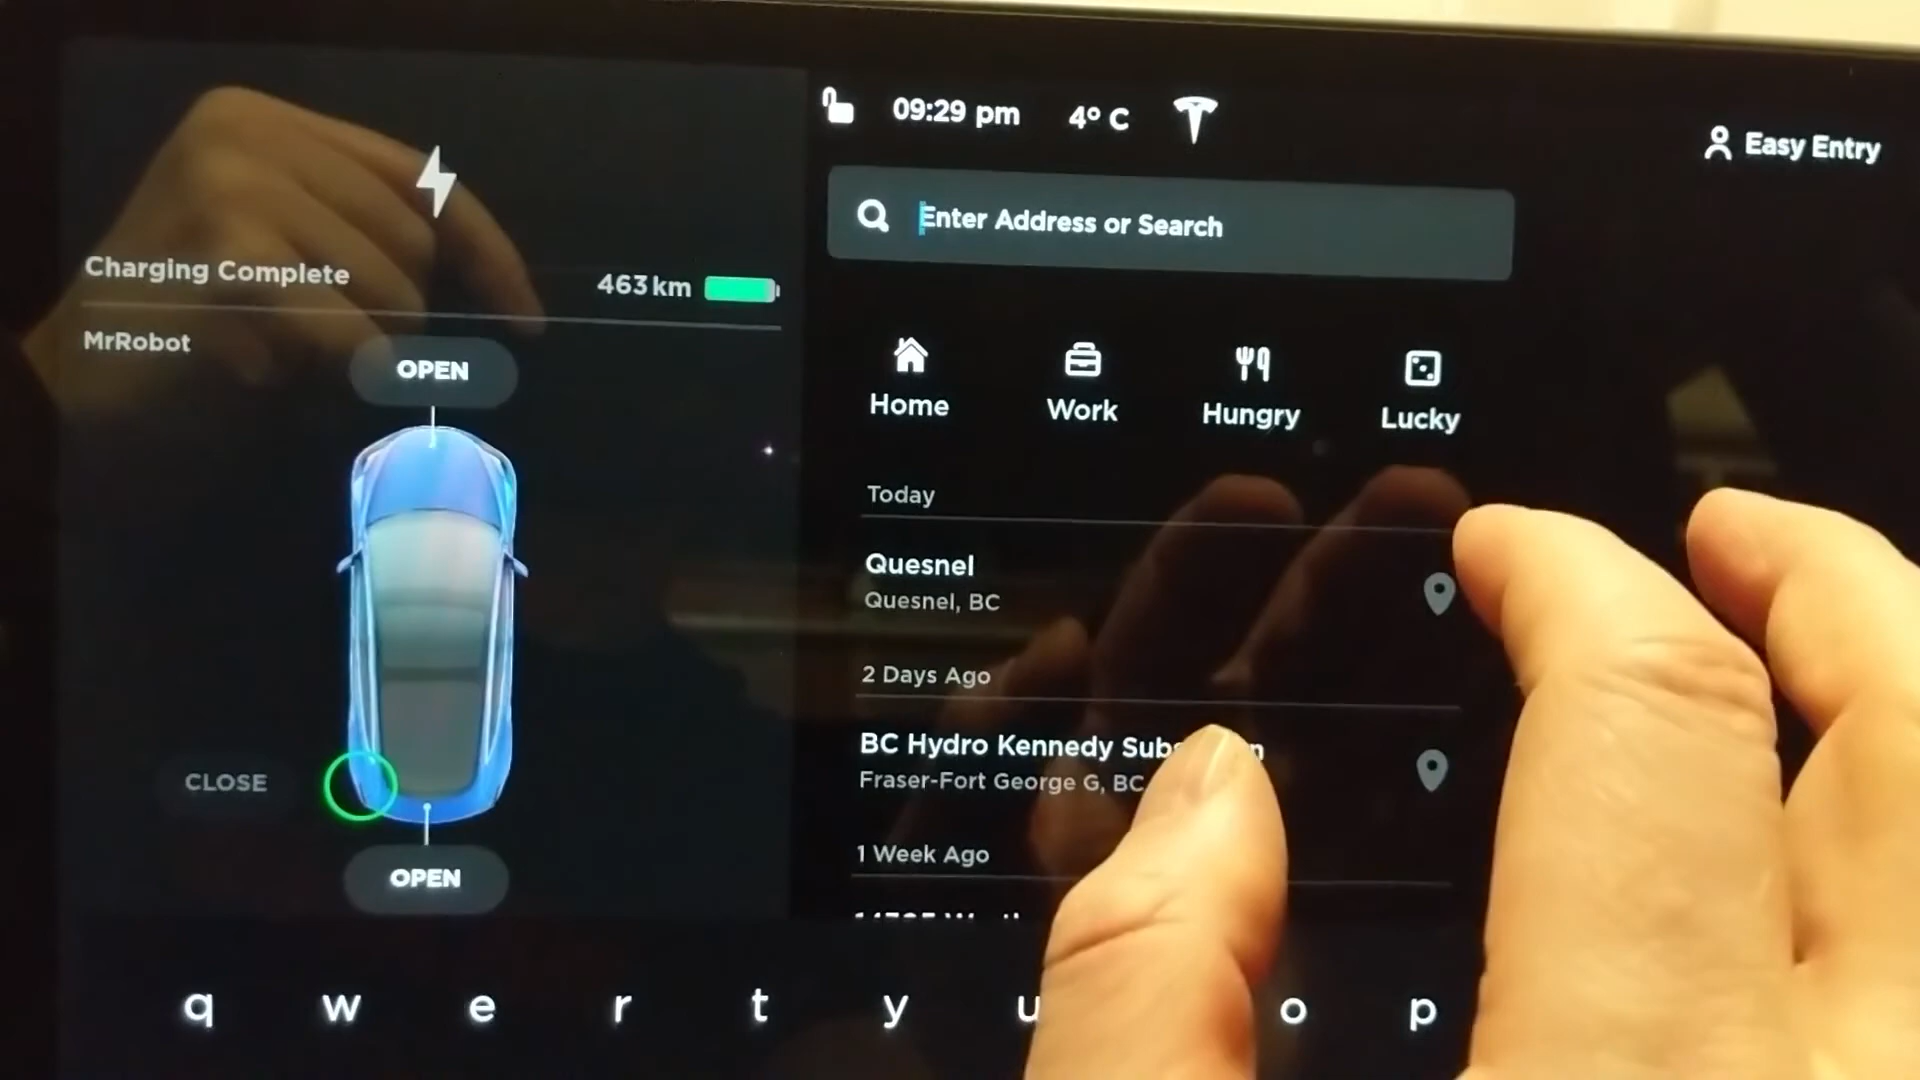 09:29 pm 4° C
Easy Entry
Enter Address or Search
Charging Complete 463 km
MrRobot
OPEN
CLOSE
OPEN
Home Work Hungry Lucky
Today
Quesnel
Quesnel, BC
2 Days Ago
BC Hydro Kennedy
Fraser-Fort George G, BC
1 Week Ago
q w e r t y u o p